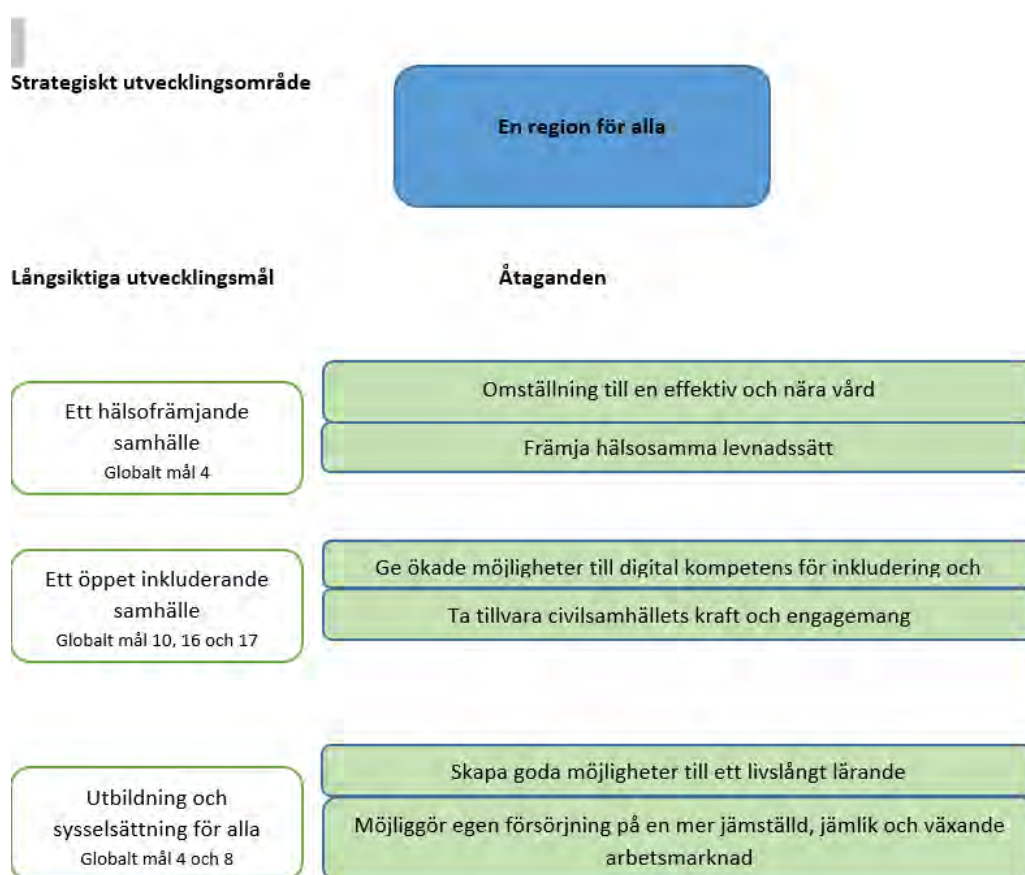 Strategiskt utvecklingsområde
En region för alla
Långsiktiga utvecklingsmål
Åtaganden
Ett hälsofrämjande
samhälle
Globalt mål 4
Omställning till en effektiv och nära vård
Främja hälsosamma levnadssätt
Ett öppet inkluderande
samhälle
Globalt mål 10, 16 och 17
Ge ökade möjligheter till digital kompetens för inkludering och
Ta tillvara civilsamhällets kraft och engagemang
Utbildning och
sysselsättning för alla
Globalt mål 4 och 8
Skapa goda möjligheter till ett livslångt lärande
Möjliggör egen försörjning på en mer jämställd, jämlik och växande
arbetsmarknad